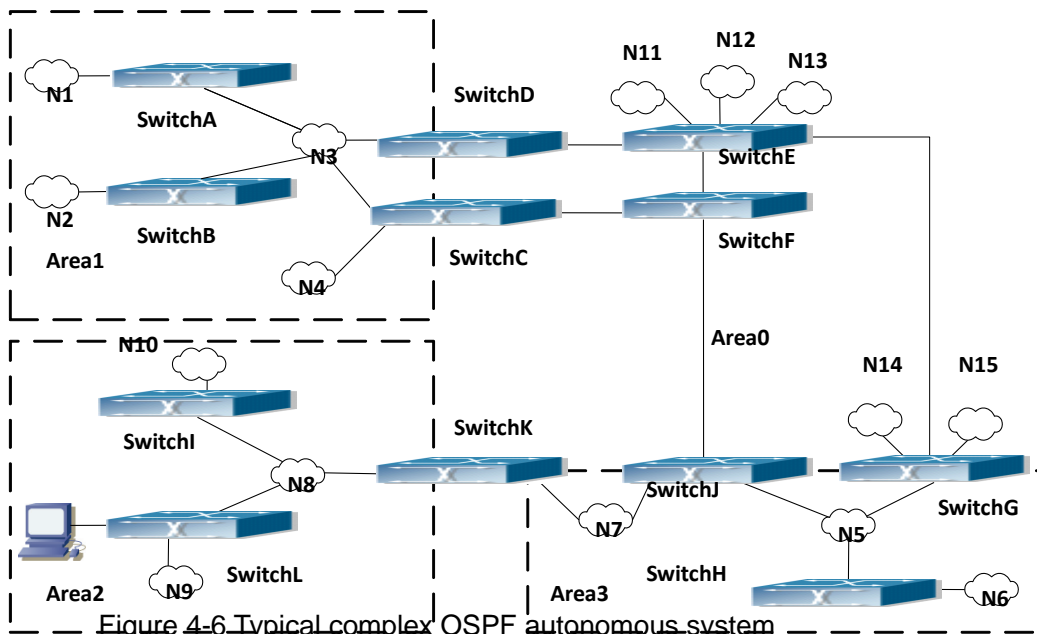 N11
N12
N13
N1
SwitchA
SwitchD
SwitchE
N3
N2
SwitchB
SwitchF
Area1
SwitchC
N4
N10
Area0
N14
N15
SwitchI
SwitchK
N8
SwitchJ
SwitchG
N7
N5
SwitchL
SwitchH
N9
Area2
Area3
N6
Figure 4-6 Typical complex OSPF autonomous system